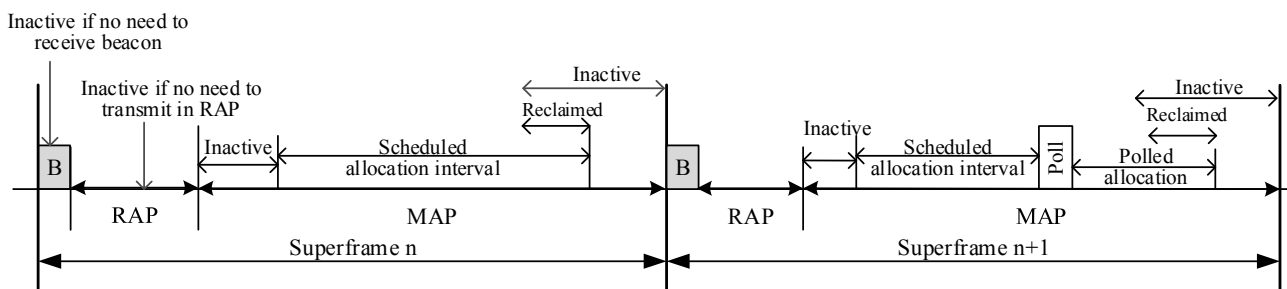 Inactive if no need to
receive beacon
Inactive if no need to
transmit in RAP
Inactive
Reclaimed
Inactive
Scheduled
allocation interval
B
RAP
MAP
Superframe n
Inactive
Reclaimed
Inactive
Scheduled
allocation interval
Poll
Polled
allocation
B
RAP
MAP
Superframe n+1